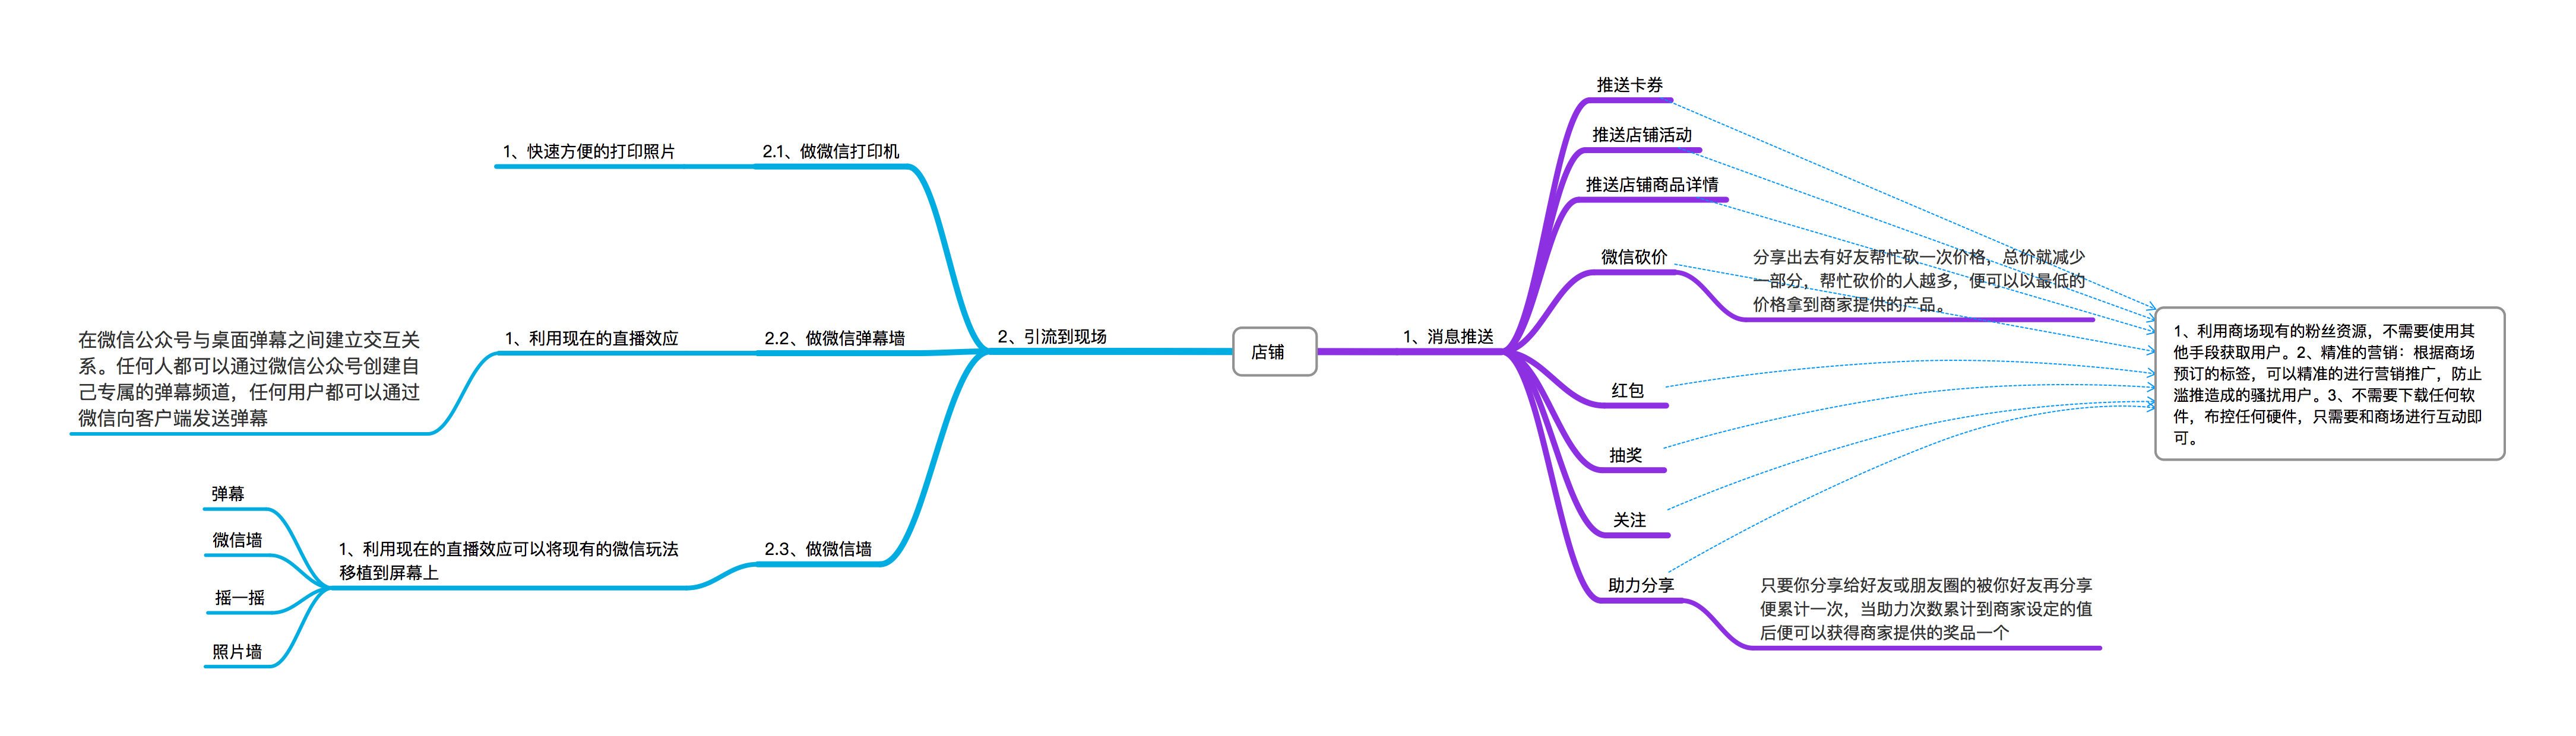 店铺
1、消息推送
推送卡券
推送店铺活动
推送店铺商品详情
微信砍价
分享出去有好友帮忙砍一次价格，总价就减少
一部分，帮忙砍价的人越多，便可以以最低的
价格拿到商家提供的产品。
红包
抽奖
关注
助力分享
只要你分享给好友或朋友圈的被你好友再分享
便累计一次，当助力次数累计到商家设定的值
后便可以获得商家提供的奖品一个
1、利用商场现有的粉丝资源，不需要使用其
他手段获取用户。2、精准的营销：根据商场
预订的标签，可以精准的进行营销推广，防止
滥推造成的骚扰用户。3、不需要下载任何软
件，布控任何硬件，只需要和商场进行互动即
可。
2、引流到现场
2.1、做微信打印机
1、快速方便的打印照片
2.2、做微信弹幕墙
1、利用现在的直播效应
在微信公众号与桌面弹幕之间建立交互关
系。任何人都可以通过微信公众号创建自
己专属的弹幕频道，任何用户都可以通过
微信向客户端发送弹幕
2.3、做微信墙
1、利用现在的直播效应可以将现有的微信玩法
移植到屏幕上
弹幕
微信墙
摇一摇
照片墙